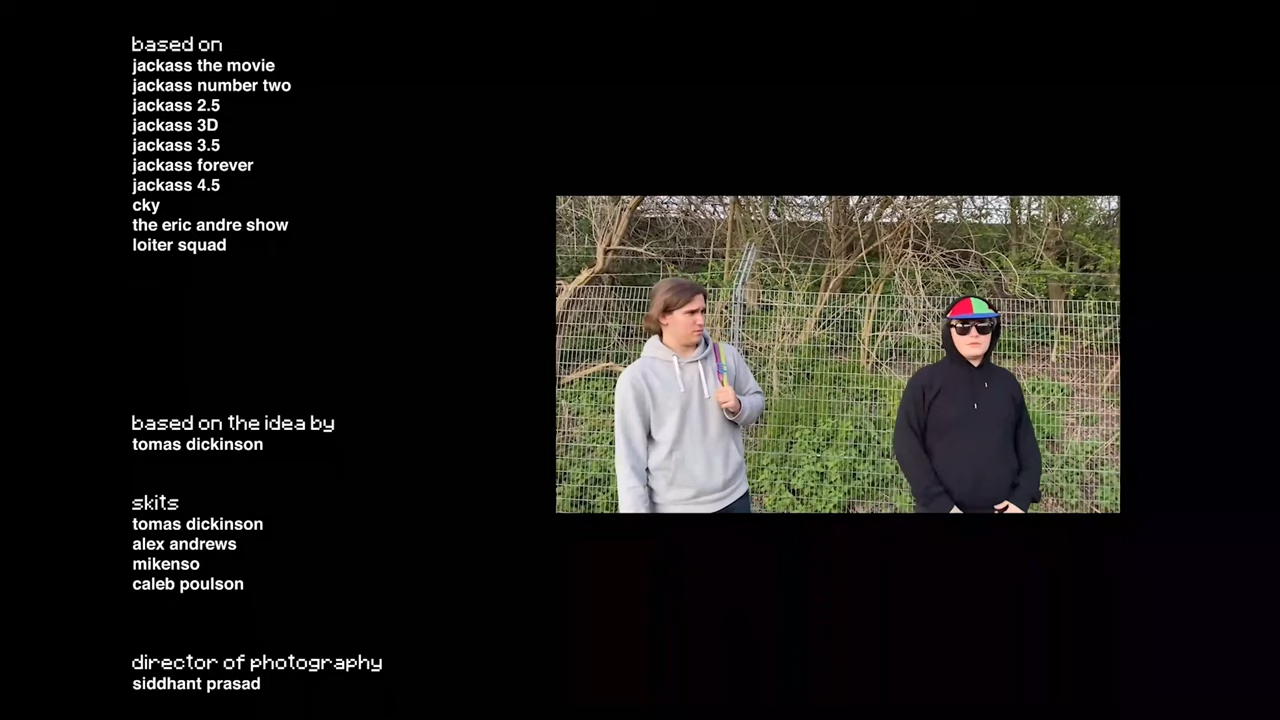 based on
jackass the movie
jackass number two
jackass 2.5
jackass 3D
jackass 3.5
jackass forever
jackass 4.5
cky
the eric andre show
loiter squad
based on the idea by
tomas dickinson
skits
tomas dickinson
alex andrews
mikenso
caleb poulson
director of photography
siddhant prasad